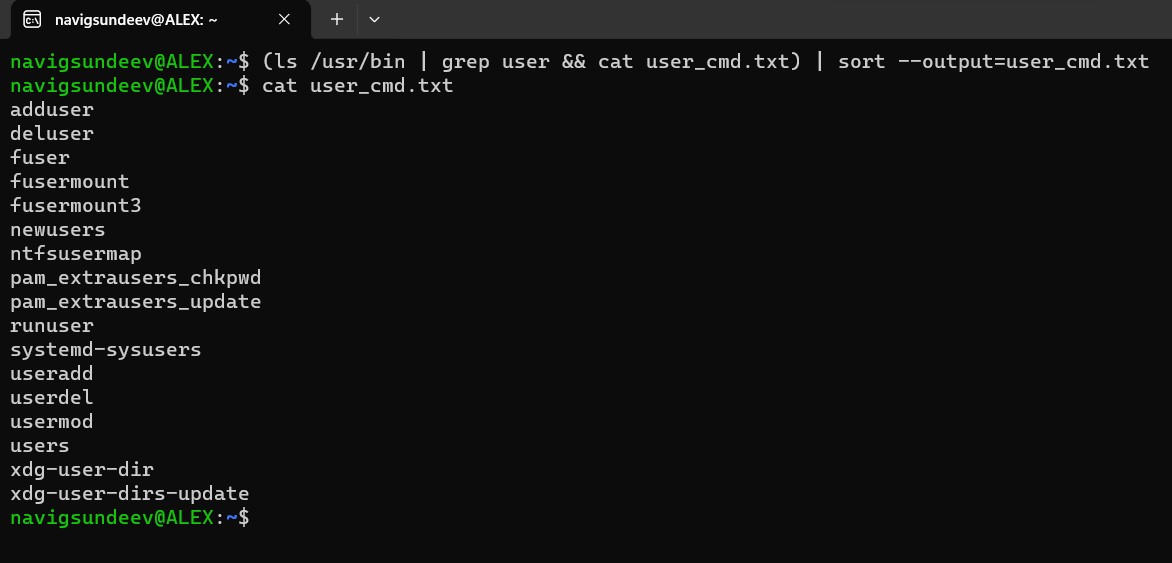 navigsundeev@ALEX: ~
navigsundeev@ALEX:~$ (ls /usr/bin | grep user && cat user_cmd.txt) | sort --output=user_cmd.txt
navigsundeev@ALEX:~$ cat user_cmd.txt
adduser
deluser
fuser
fusermount
fusermount3
newusers
ntfsusermap
pam_extrausers_chkpwd
pam_extrausers_update
runuser
systemd-sysusers
useradd
userdel
usermod
users
xdg-user-dir
xdg-user-dirs-update
navigsundeev@ALEX:~$